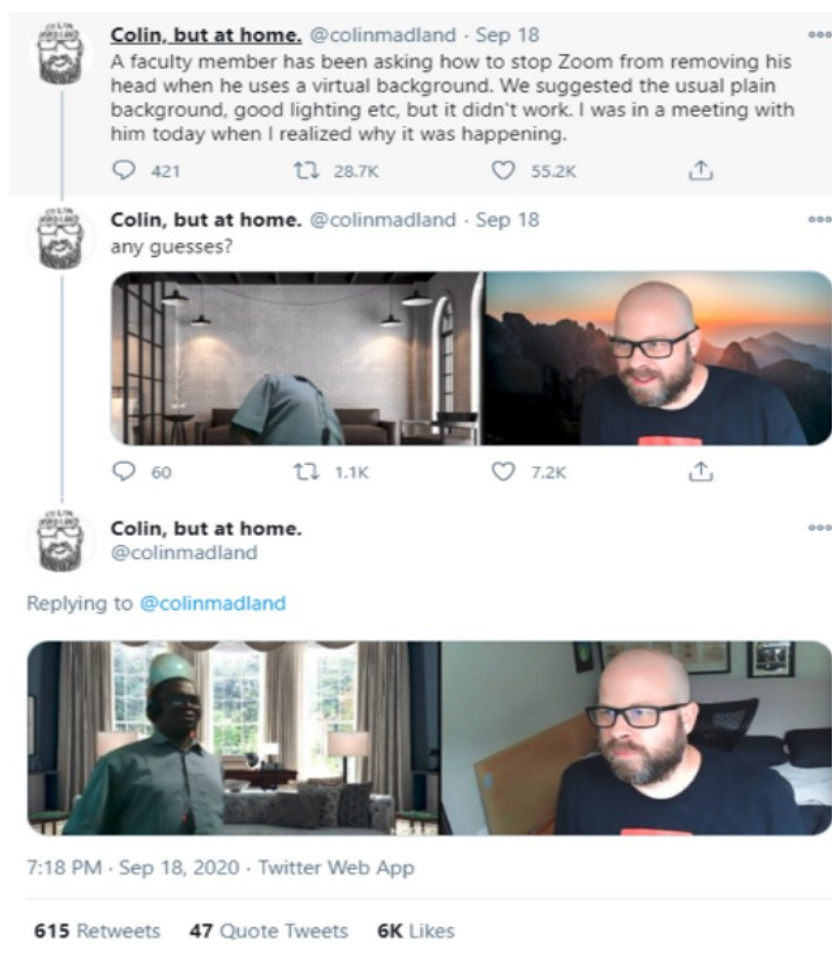 Colin, but at home. @colinmadland · Sep 18
A faculty member has been asking how to stop Zoom from removing his
head when he uses a virtual background. We suggested the usual plain
background, good lighting etc, but it didn't work. I was in a meeting with
him today when I realized why it was happening.
421 28.7K 55.2K
Colin, but at home. @colinmadland · Sep 18
any guesses?
60 1.1K 7.2K
Colin, but at home.
@colinmadland
Replying to @colinmadland
7:18 PM · Sep 18, 2020 · Twitter Web App
615 Retweets 47 Quote Tweets 6K Likes